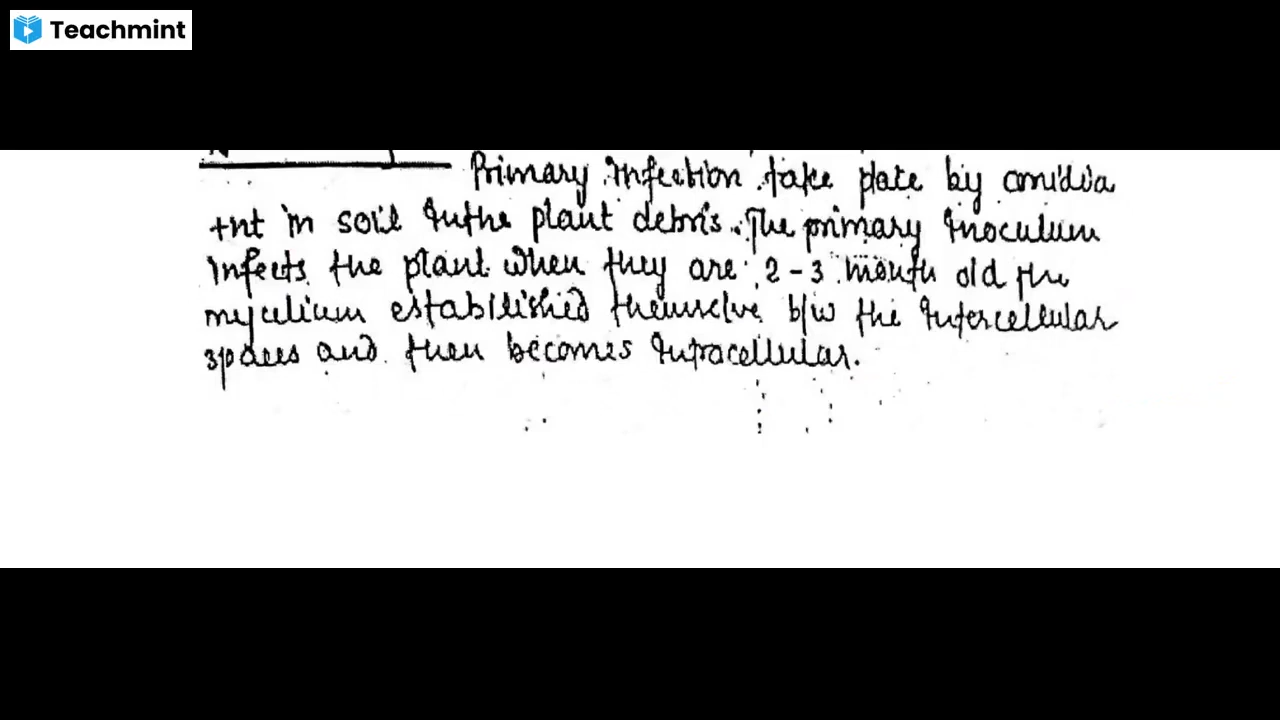 Teachmint
Primary infection take place by conidia
+nt in soil in the plant debris. The primary inoculum
infects the plant when they are 2-3 month old the
mycelium established themselve b/w the intercellular
spaces and then becomes intracellular.